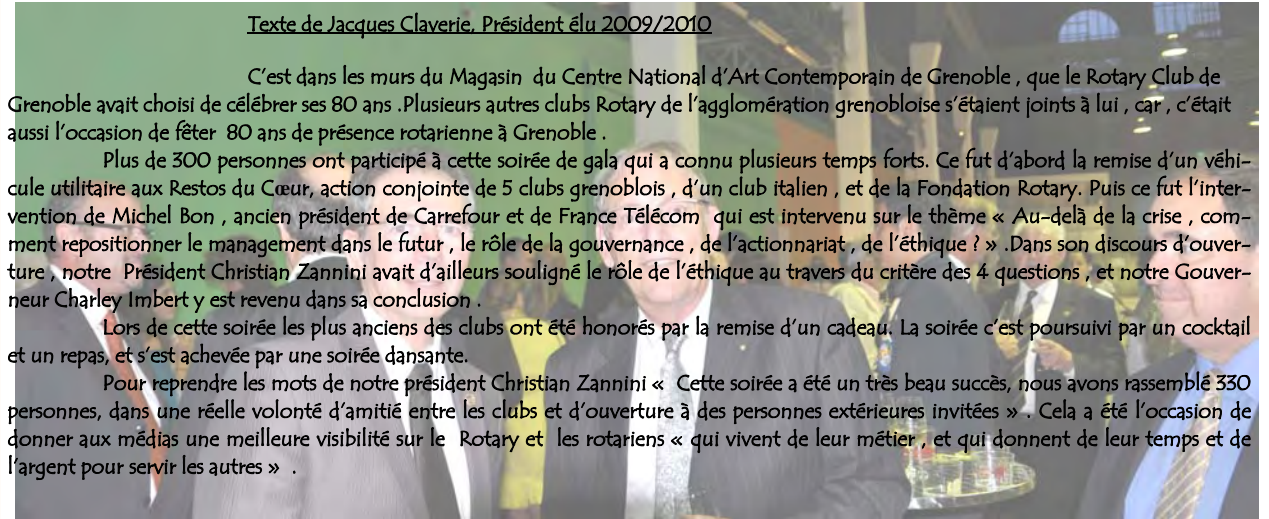 Texte de Jacques Claverie, Président élu 2009/2010
C'est dans les murs du Magasin  du Centre National d'Art Contemporain de Grenoble , que le Rotary Club de
Grenoble avait choisi de célébrer ses 80 ans .Plusieurs autres clubs Rotary de l'agglomération grenobloise s'étaient joints à lui , car , c'était
aussi l'occasion de fêter  80 ans de présence rotarienne à Grenoble .
Plus de 300 personnes ont participé à cette soirée de gala qui a connu plusieurs temps forts. Ce fut d'abord la remise d'un véhi-
cule utilitaire aux Restos du Cœur, action conjointe de 5 clubs grenoblois , d'un club italien , et de la Fondation Rotary. Puis ce fut l'inter-
vention de Michel Bon , ancien président de Carrefour et de France Télécom  qui est intervenu sur le thème « Au-delà de la crise , com-
ment repositionner le management dans le futur , le rôle de la gouvernance , de l'actionnariat , de l'éthique ? » .Dans son discours d'ouver-
ture , notre  Président Christian Zannini avait d'ailleurs souligné le rôle de l'éthique au travers du critère des 4 questions , et notre Gouver-
neur Charley Imbert y est revenu dans sa conclusion .
Lors de cette soirée les plus anciens des clubs ont été honorés par la remise d'un cadeau. La soirée c'est poursuivi par un cocktail
et un repas, et s'est achevée par une soirée dansante.
Pour reprendre les mots de notre président Christian Zannini «  Cette soirée a été un très beau succès, nous avons rassemblé 330
personnes, dans une réelle volonté d'amitié entre les clubs et d'ouverture à des personnes extérieures invitées » . Cela a été l'occasion de
donner aux médias une meilleure visibilité sur le  Rotary et  les rotariens « qui vivent de leur métier , et qui donnent de leur temps et de
l'argent pour servir les autres »  .